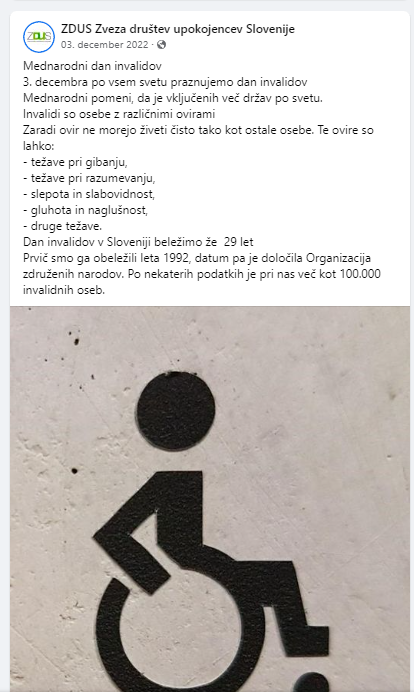 ZDUS
ZDUS Zveza društev upokojencev Slovenije
03. december 2022 ·
Mednarodni dan invalidov
3. decembra po vsem svetu praznujemo dan invalidov
Mednarodni pomeni, da je vključenih več držav po svetu.
Invalidi so osebe z različnimi ovirami
Zaradi ovir ne morejo živeti čisto tako kot ostale osebe. Te ovire so
lahko:
- težave pri gibanju,
- težave pri razumevanju,
- slepota in slabovidnost,
- gluhota in naglušnost,
- druge težave.
Dan invalidov v Sloveniji beležimo že  29 let
Prvič smo ga obeležili leta 1992, datum pa je določila Organizacija
združenih narodov. Po nekaterih podatkih je pri nas več kot 100.000
invalidnih oseb.